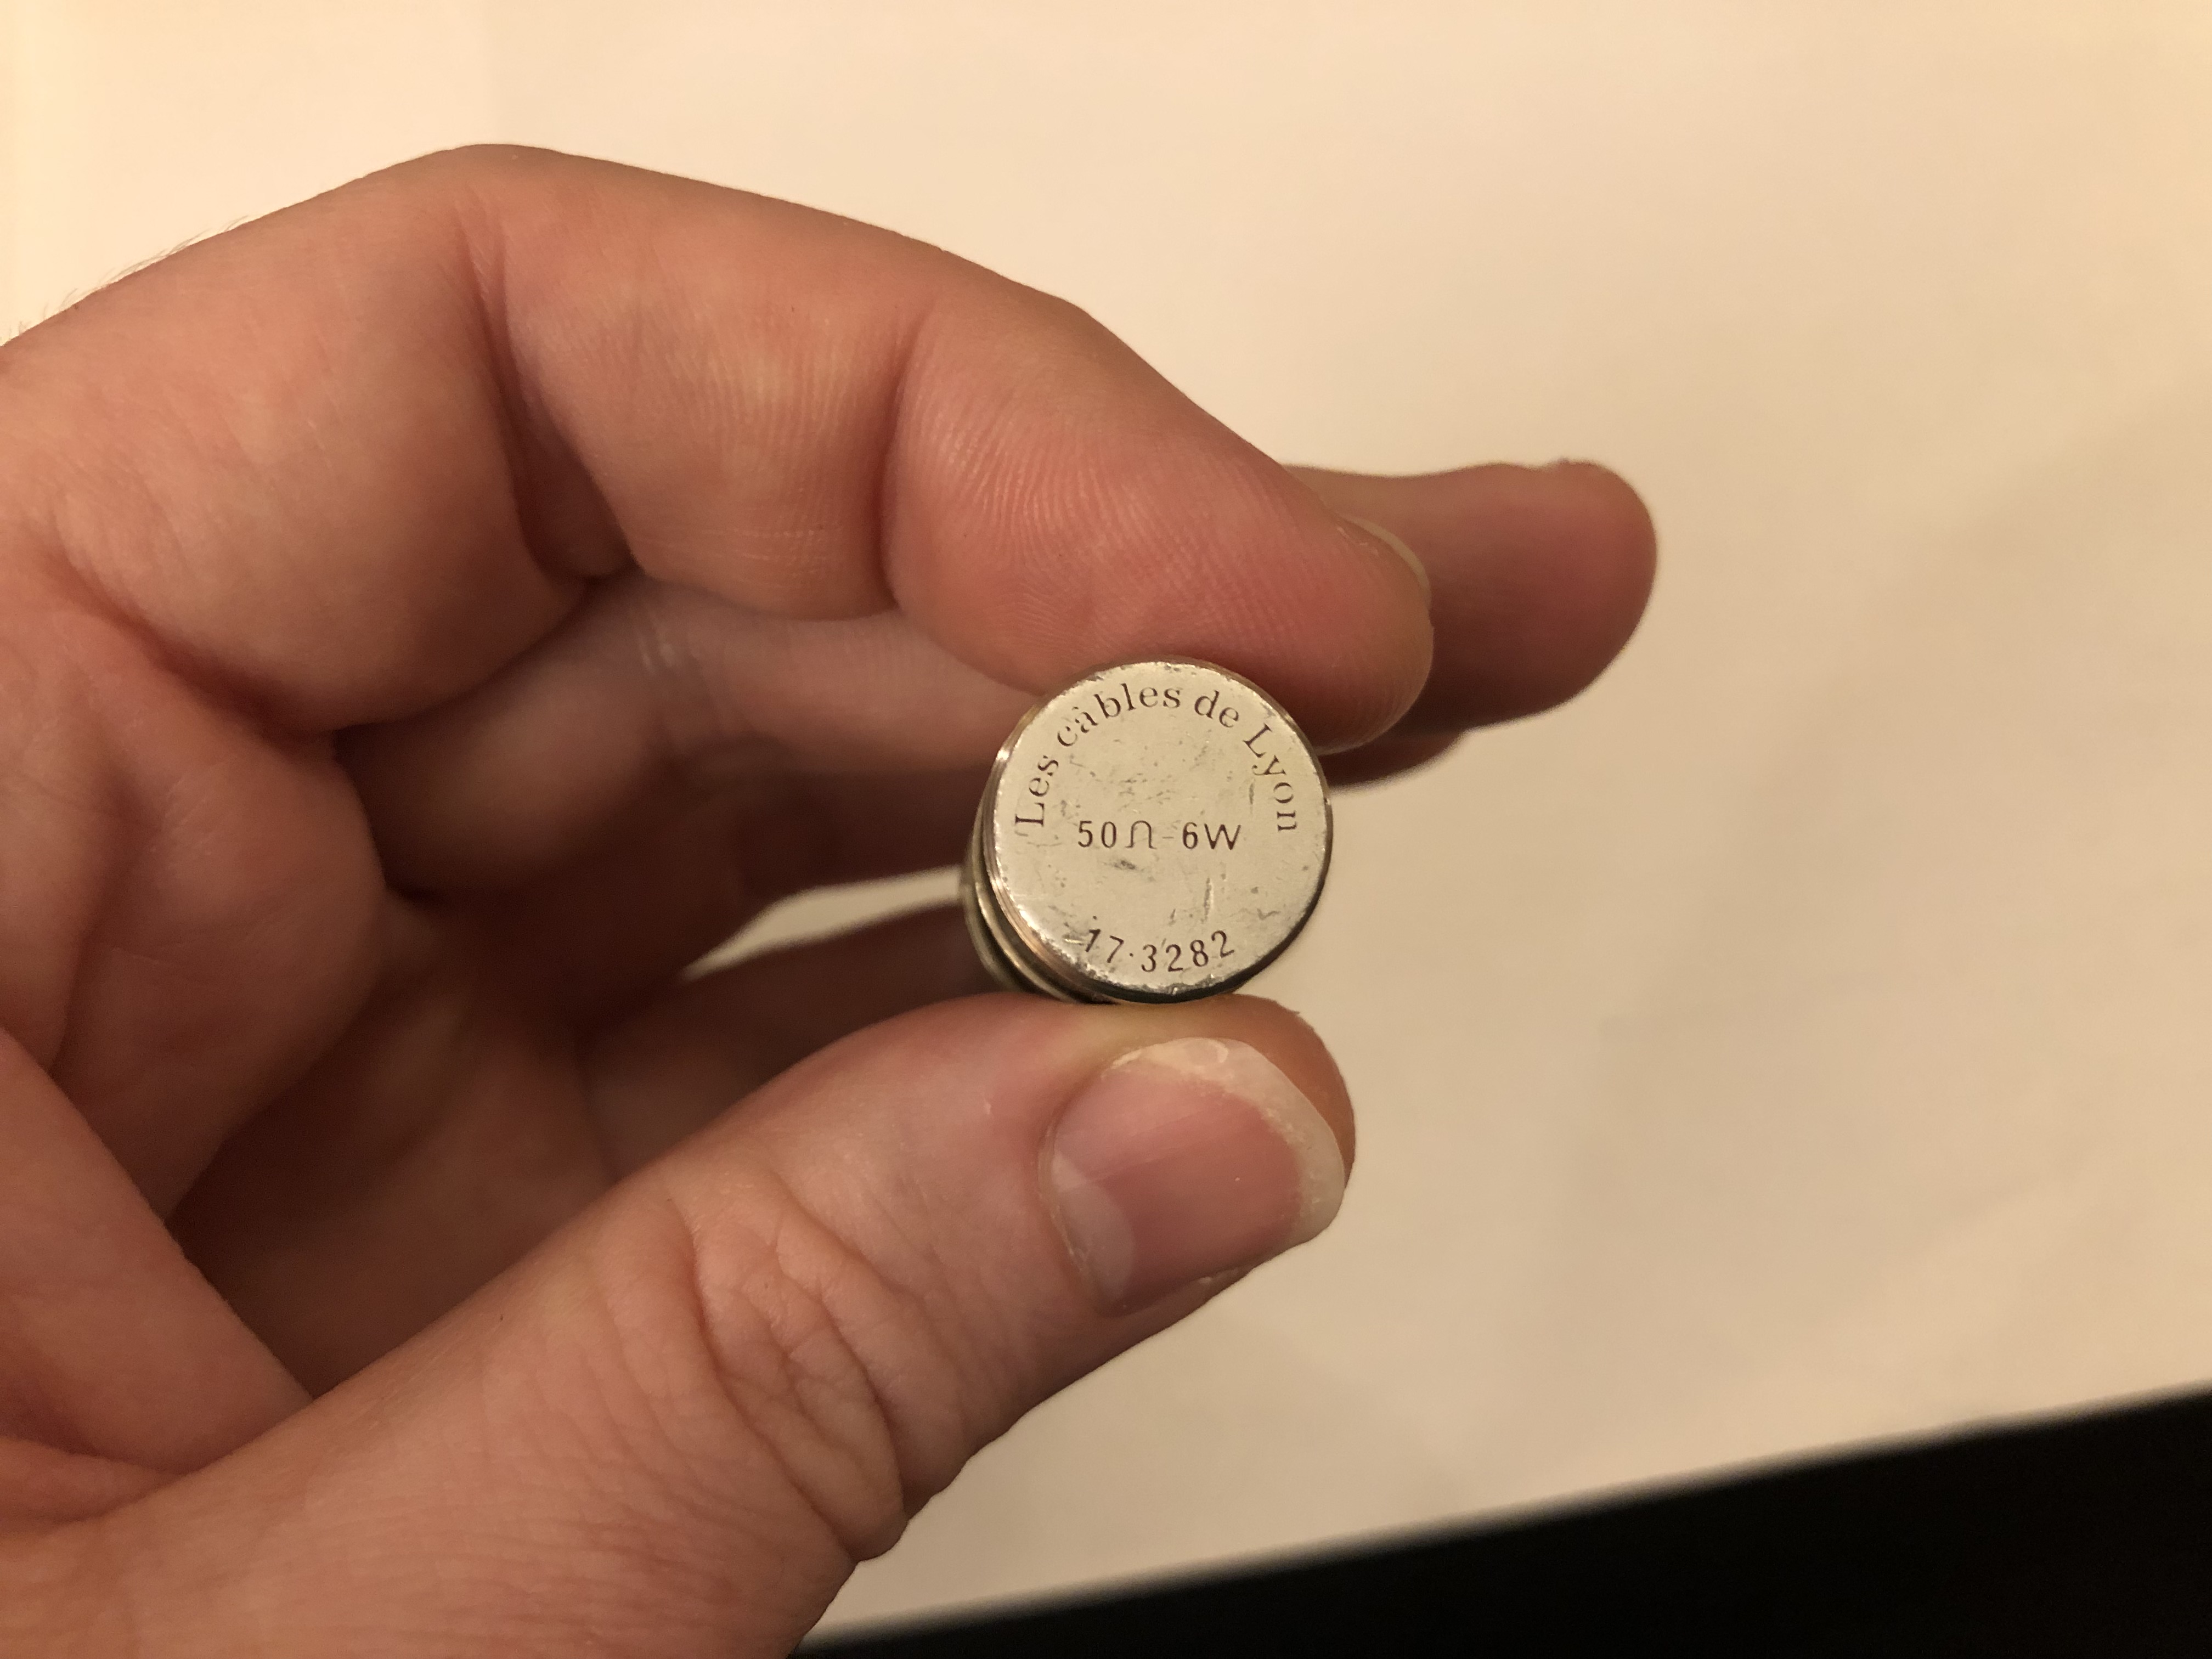 Les câbles de Lyon
50Ω-6W
17·3282